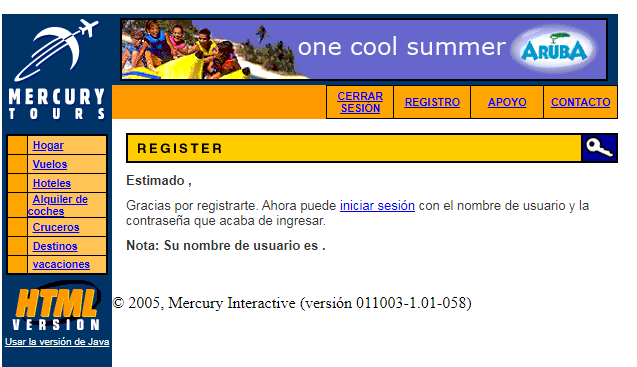 MERCURY
TOURS
one cool summer
ARUBA
CERRAR
SESIÓN
REGISTRO
APOYO
CONTACTO
Hogar
Vuelos
Hoteles
Alquiler de
coches
Cruceros
Destinos
vacaciones
HTML
VERSION
Usar la versión de Java
REGISTER
Estimado ,
Gracias por registrarte. Ahora puede iniciar sesión con el nombre de usuario y la
contraseña que acaba de ingresar.
Nota: Su nombre de usuario es .
© 2005, Mercury Interactive (versión 011003-1.01-058)